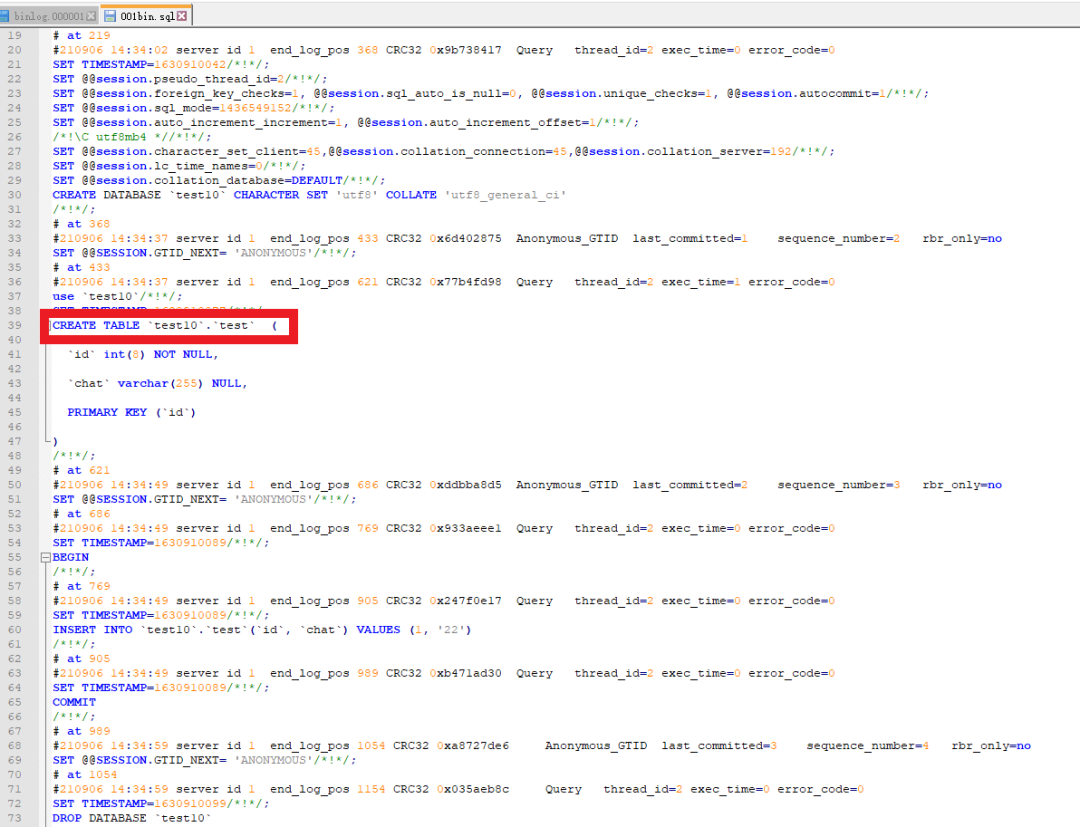 binlog.000001 001bin.sql
19 # at 219
20 #210906 14:34:02 server id 1 end_log_pos 368 CRC32 0x9b738417 Query thread_id=2 exec_time=0 error_code=0
21 SET TIMESTAMP=1630910042/*!*/;
22 SET @@session.pseudo_thread_id=2/*!*/;
23 SET @@session.foreign_key_checks=1, @@session.sql_auto_is_null=0, @@session.unique_checks=1, @@session.autocommit=1/*!*/;
24 SET @@session.sql_mode=1436549152/*!*/;
25 SET @@session.auto_increment_increment=1, @@session.auto_increment_offset=1/*!*/;
26 /*!\C utf8mb4 *//*!*/;
27 SET @@session.character_set_client=45,@@session.collation_connection=45,@@session.collation_server=192/*!*/;
28 SET @@session.lc_time_names=0/*!*/;
29 SET @@session.collation_database=DEFAULT/*!*/;
30 CREATE DATABASE `test10` CHARACTER SET 'utf8' COLLATE 'utf8_general_ci'
31 /*!*/;
32 # at 368
33 #210906 14:34:37 server id 1 end_log_pos 433 CRC32 0x6d402875 Anonymous_GTID last_committed=1 sequence_number=2 rbr_only=no
34 SET @@SESSION.GTID_NEXT= 'ANONYMOUS'/*!*/;
35 # at 433
36 #210906 14:34:37 server id 1 end_log_pos 621 CRC32 0x77b4fd98 Query thread_id=2 exec_time=1 error_code=0
37 use `test10`/*!*/;
38 SET TIMESTAMP
39 CREATE TABLE `test10`.`test` (
40
41 `id` int(8) NOT NULL,
42
43 `chat` varchar(255) NULL,
44
45 PRIMARY KEY (`id`)
46
47 )
48 /*!*/;
49 # at 621
50 #210906 14:34:49 server id 1 end_log_pos 686 CRC32 0xddbba8d5 Anonymous_GTID last_committed=2 sequence_number=3 rbr_only=no
51 SET @@SESSION.GTID_NEXT= 'ANONYMOUS'/*!*/;
52 # at 686
53 #210906 14:34:49 server id 1 end_log_pos 769 CRC32 0x933aeee1 Query thread_id=2 exec_time=0 error_code=0
54 SET TIMESTAMP=1630910089/*!*/;
55 BEGIN
56 /*!*/;
57 # at 769
58 #210906 14:34:49 server id 1 end_log_pos 905 CRC32 0x247f0e17 Query thread_id=2 exec_time=0 error_code=0
59 SET TIMESTAMP=1630910089/*!*/;
60 INSERT INTO `test10`.`test`(`id`, `chat`) VALUES (1, '22')
61 /*!*/;
62 # at 905
63 #210906 14:34:49 server id 1 end_log_pos 989 CRC32 0xb471ad30 Query thread_id=2 exec_time=0 error_code=0
64 SET TIMESTAMP=1630910089/*!*/;
65 COMMIT
66 /*!*/;
67 # at 989
68 #210906 14:34:59 server id 1 end_log_pos 1054 CRC32 0xa8727de6 Anonymous_GTID last_committed=3 sequence_number=4 rbr_only=no
69 SET @@SESSION.GTID_NEXT= 'ANONYMOUS'/*!*/;
70 # at 1054
71 #210906 14:34:59 server id 1 end_log_pos 1154 CRC32 0x035aeb8c Query thread_id=2 exec_time=0 error_code=0
72 SET TIMESTAMP=1630910099/*!*/;
73 DROP DATABASE `test10`